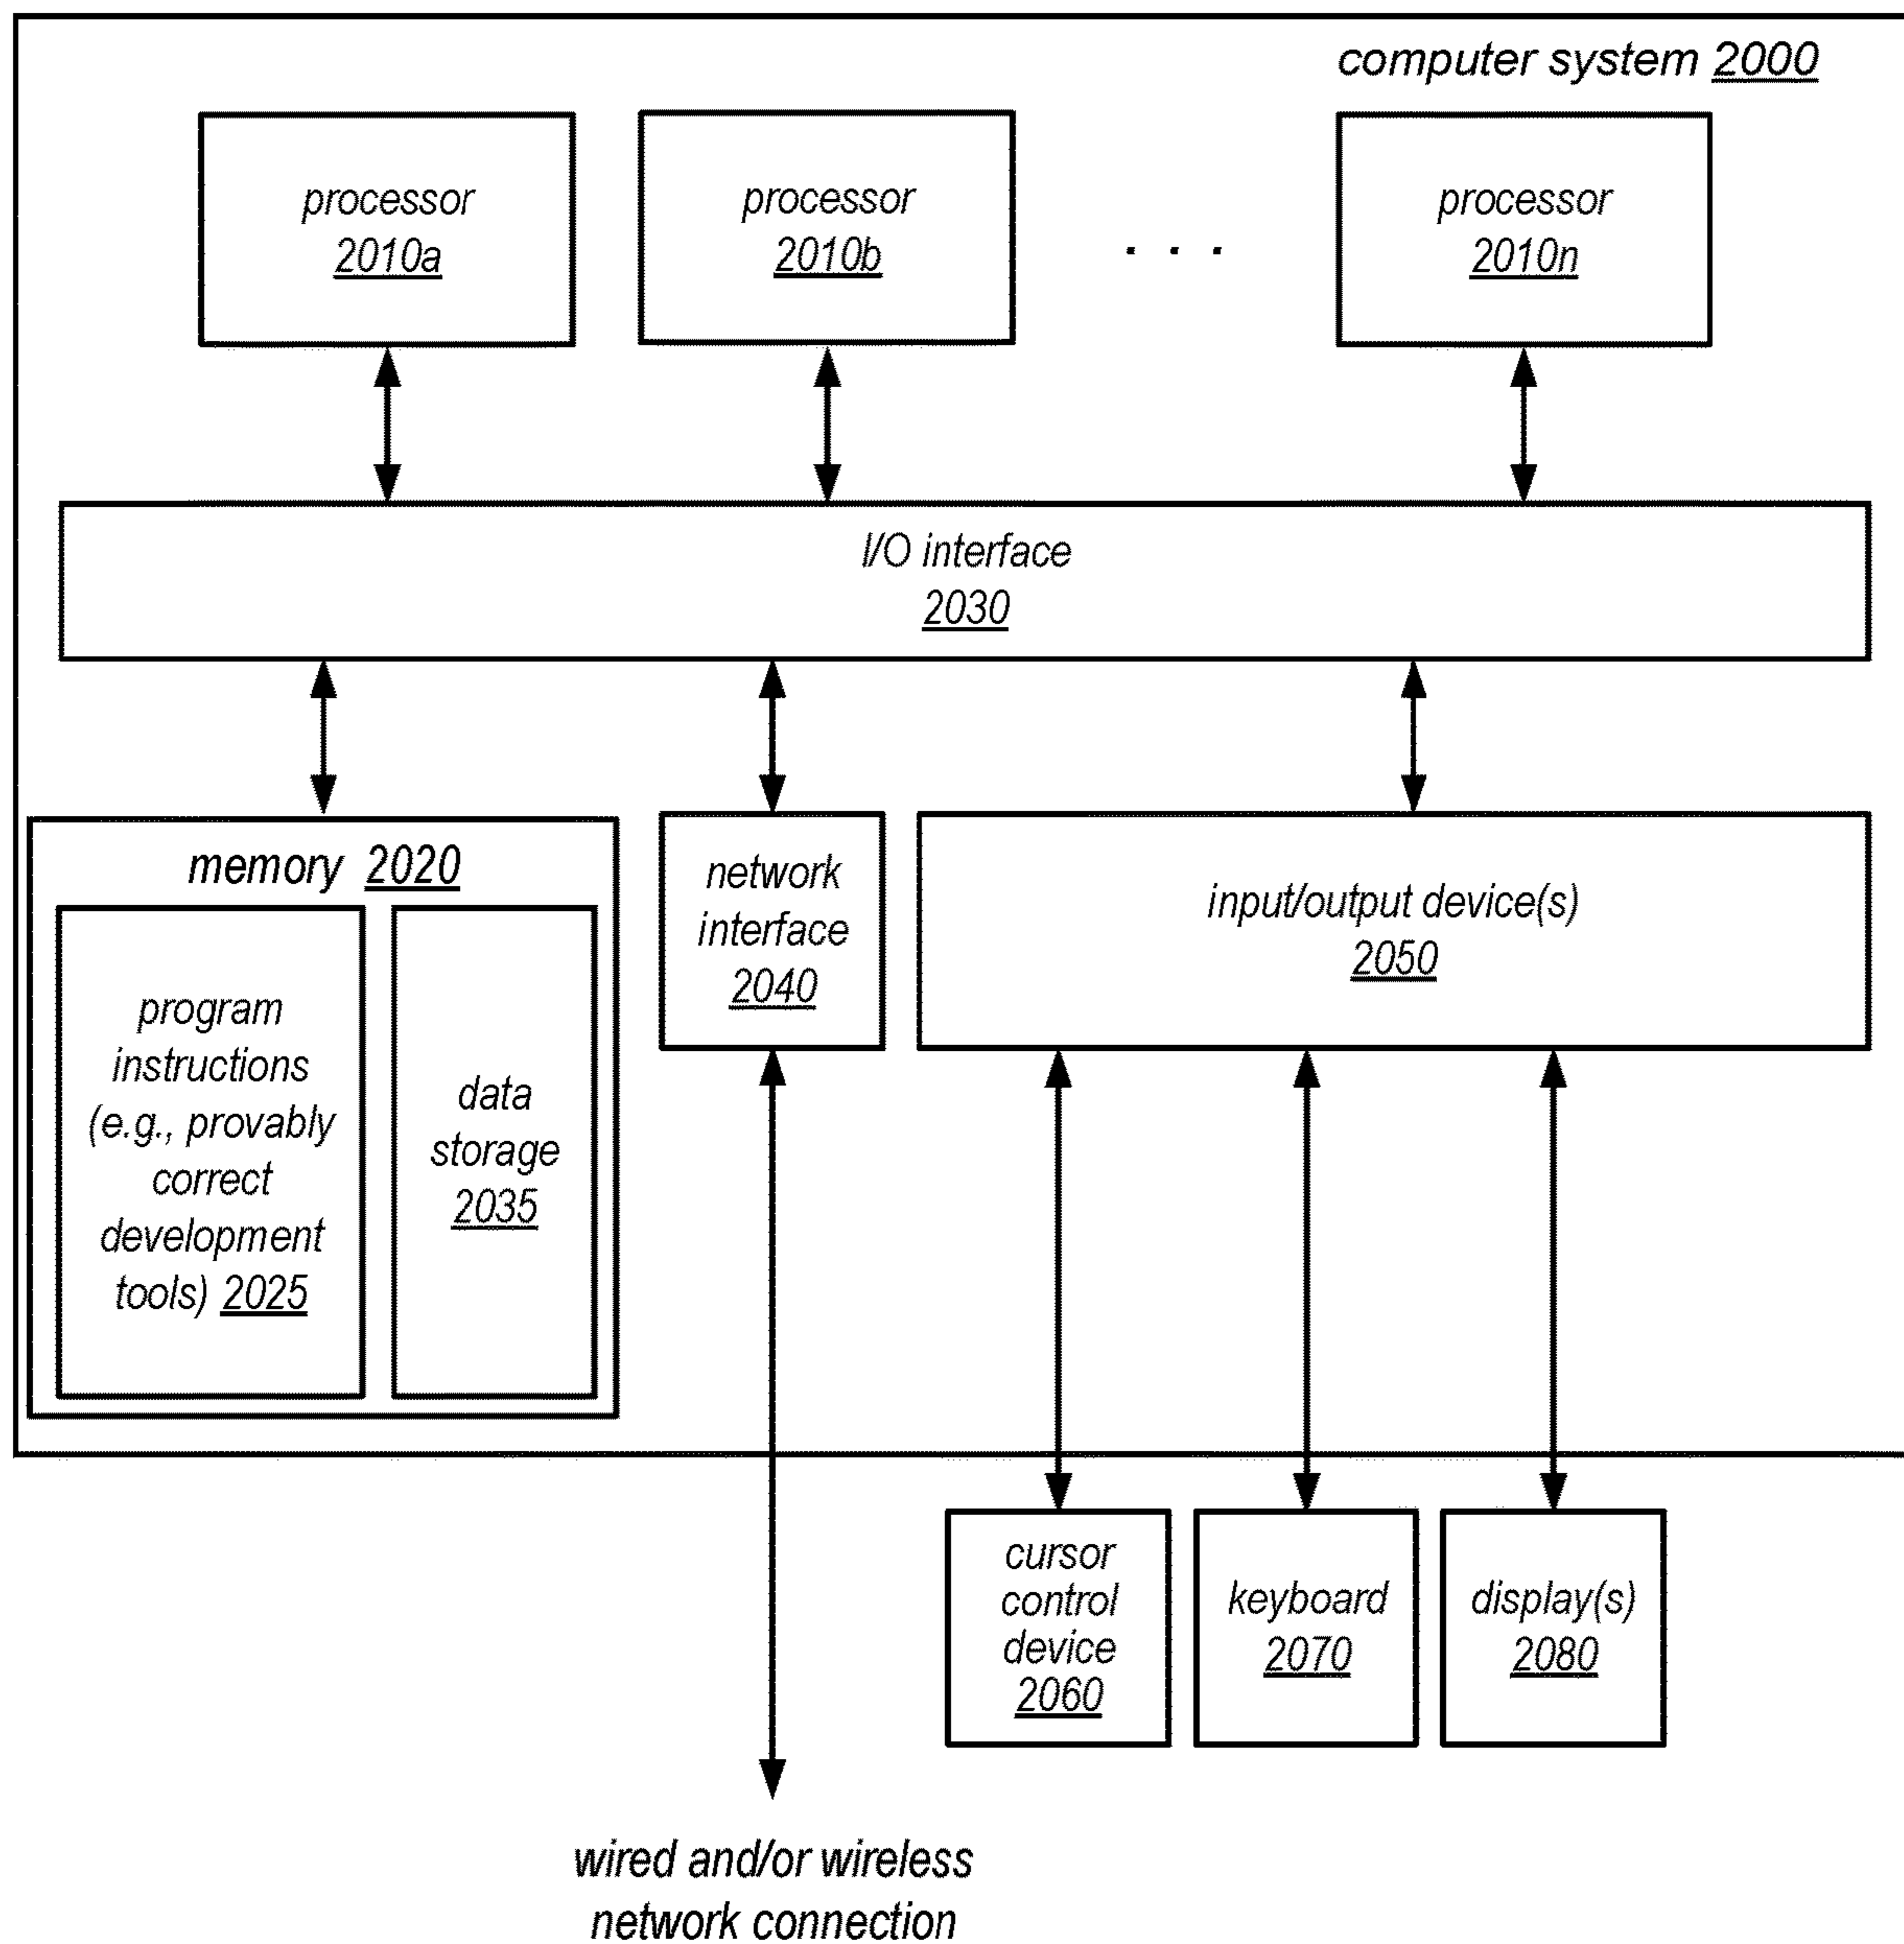 computer system 2000
processor
2010a
processor
2010b
. . .
processor
2010n
I/O interface
2030
memory 2020
program
instructions
(e.g., provably
correct
development
tools) 2025
data
storage
2035
network
interface
2040
input/output device(s)
2050
cursor
control
device
2060
keyboard
2070
display(s)
2080
wired and/or wireless
network connection